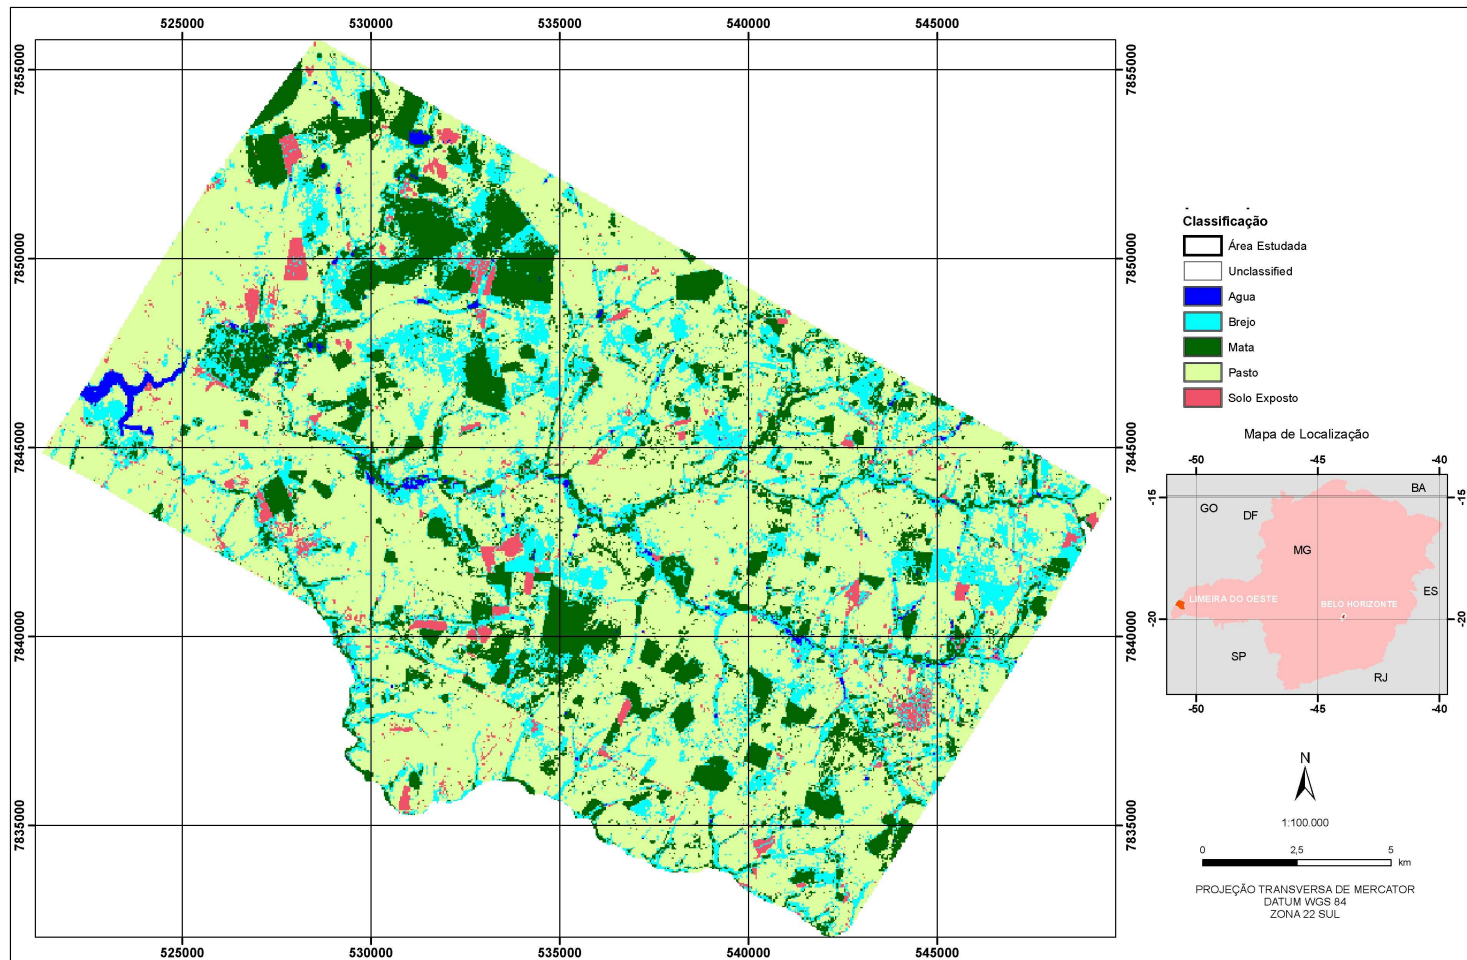 525000 530000 535000 540000 545000
7855000 7855000
7850000 7850000
7845000 7845000
7840000 7840000
7835000 7835000
525000 530000 535000 540000 545000
Classificação
Área Estudada
Unclassified
Agua
Brejo
Mata
Pasto
Solo Exposto
Mapa de Localização
-50 -45 -40
-15 -15
BA
GO
DF
MG
ES
LIMEIRA DO OESTE
BELO HORIZONTE
-20 -20
SP
RJ
-50 -45 -40
N
1:100.000
0 2,5 5
km
PROJEÇÃO TRANSVERSA DE MERCATOR
DATUM WGS 84
ZONA 22 SUL